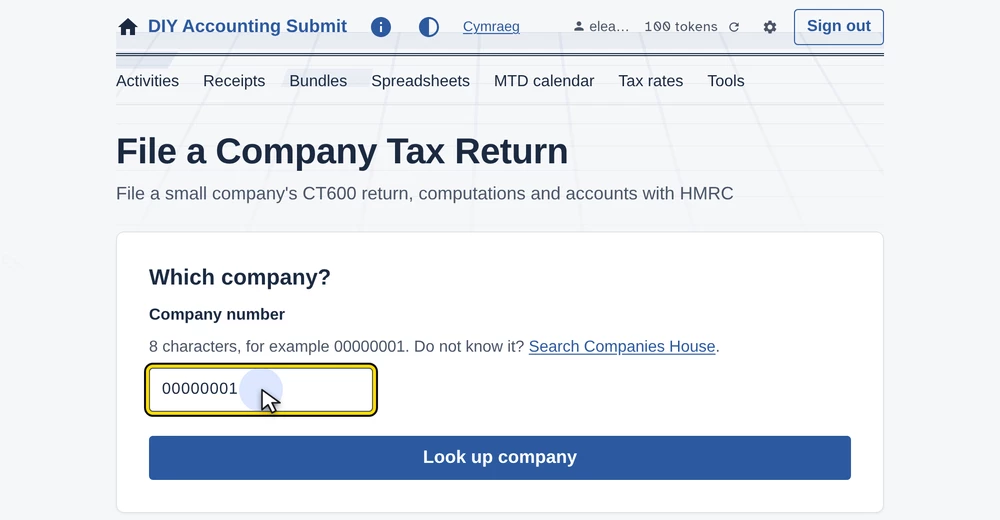 DIY Accounting Submit
Cymraeg
elea...
100 tokens
Sign out
Activities Receipts Bundles Spreadsheets MTD calendar Tax rates Tools
File a Company Tax Return
File a small company's CT600 return, computations and accounts with HMRC
Which company?
Company number
8 characters, for example 00000001. Do not know it? Search Companies House.
00000001
Look up company